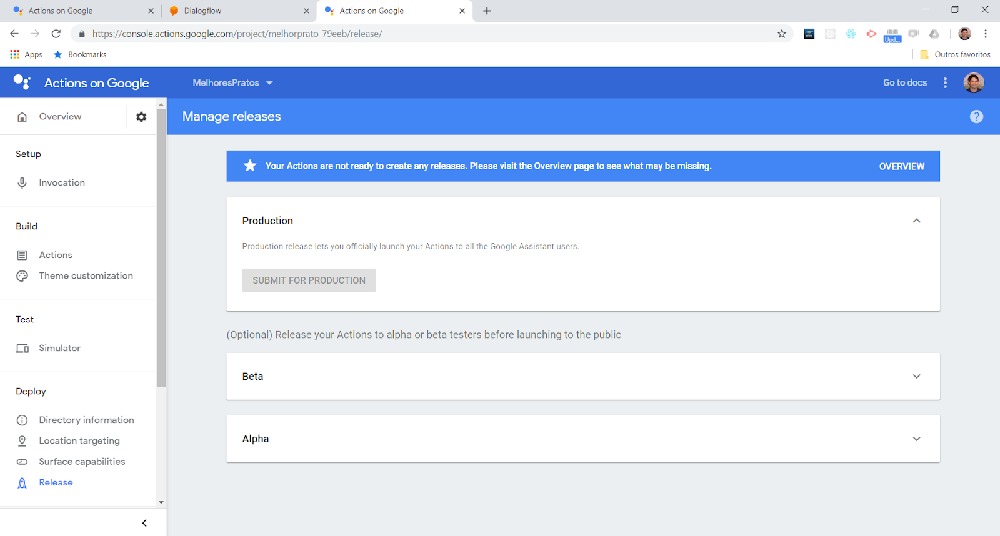 Actions on Google
Dialogflow
Actions on Google
https://console.actions.google.com/project/melhorprato-79eeb/release/
Upd...
Apps
Bookmarks
Outros favoritos
Actions on Google
MelhoresPratos
Go to docs
Overview
Manage releases
Setup
Invocation
Build
Actions
Theme customization
Test
Simulator
Deploy
Directory information
Location targeting
Surface capabilities
Release
Your Actions are not ready to create any releases. Please visit the Overview page to see what may be missing.
OVERVIEW
Production
Production release lets you officially launch your Actions to all the Google Assistant users.
SUBMIT FOR PRODUCTION
(Optional) Release your Actions to alpha or beta testers before launching to the public
Beta
Alpha